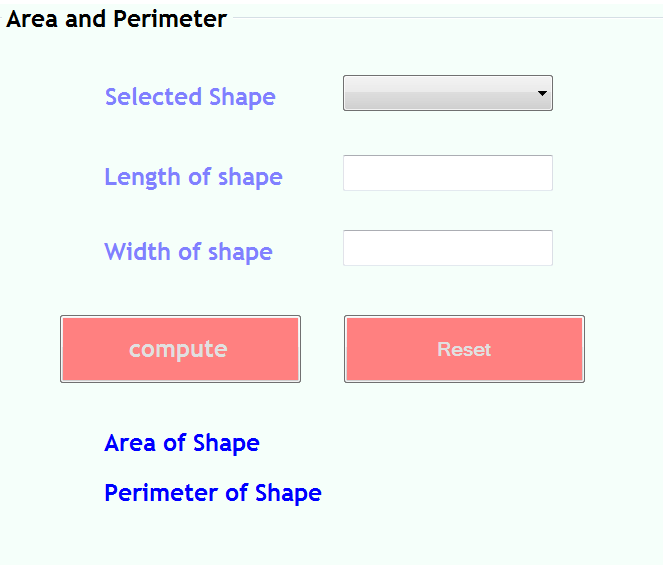 Area and Perimeter
Selected Shape
Length of shape
Width of shape
compute
Reset
Area of Shape
Perimeter of Shape